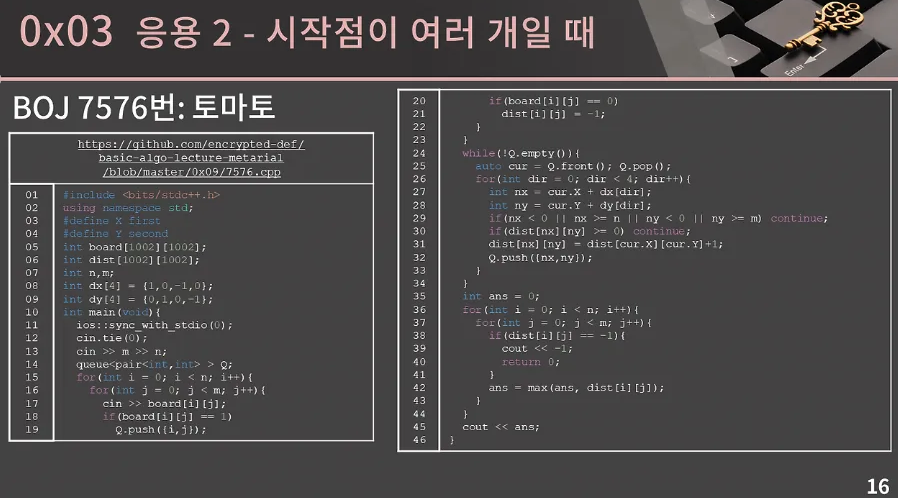 0x03 응용 2 - 시작점이 여러 개일 때
Enter
BOJ 7576번: 토마토
https://github.com/encrypted-def/
basic-algo-lecture-metarial
/blob/master/0x09/7576.cpp
01 #include <bits/stdc++.h>
02 using namespace std;
03 #define X first
04 #define Y second
05 int board[1002][1002];
06 int dist[1002][1002];
07 int n,m;
08 int dx[4] = {1,0,-1,0};
09 int dy[4] = {0,1,0,-1};
10 int main(void){
11 ios::sync_with_stdio(0);
12 cin.tie(0);
13 cin >> m >> n;
14 queue<pair<int,int> > Q;
15 for(int i = 0; i < n; i++){
16 for(int j = 0; j < m; j++){
17 cin >> board[i][j];
18 if(board[i][j] == 1)
19 Q.push({i,j});
20 if(board[i][j] == 0)
21 dist[i][j] = -1;
22 }
23 }
24 while(!Q.empty()){
25 auto cur = Q.front(); Q.pop();
26 for(int dir = 0; dir < 4; dir++){
27 int nx = cur.X + dx[dir];
28 int ny = cur.Y + dy[dir];
29 if(nx < 0 || nx >= n || ny < 0 || ny >= m) continue;
30 if(dist[nx][ny] >= 0) continue;
31 dist[nx][ny] = dist[cur.X][cur.Y]+1;
32 Q.push({nx,ny});
33 }
34 }
35 int ans = 0;
36 for(int i = 0; i < n; i++){
37 for(int j = 0; j < m; j++){
38 if(dist[i][j] == -1){
39 cout << -1;
40 return 0;
41 }
42 ans = max(ans, dist[i][j]);
43 }
44 }
45 cout << ans;
46 }
16